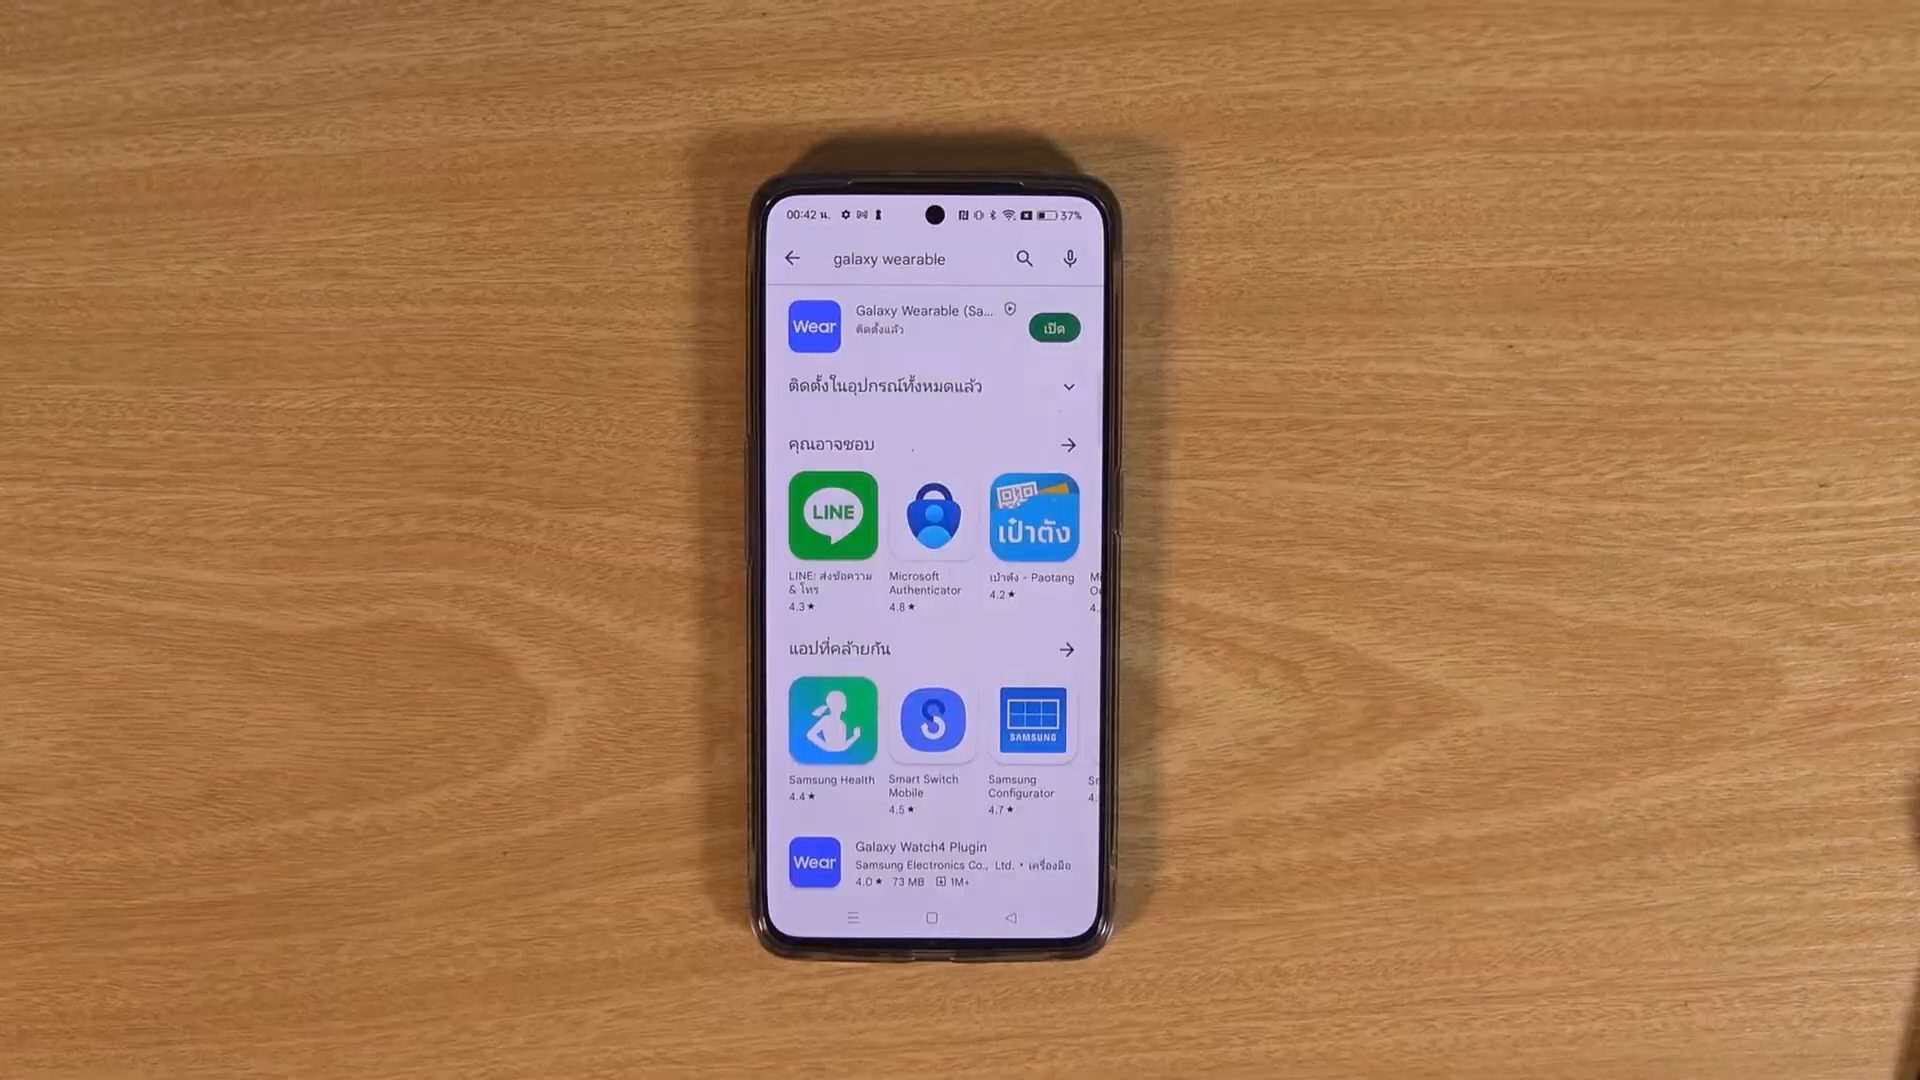 00:42 น.
37%
galaxy wearable
Wear
Galaxy Wearable (Sa...
ติดตั้งแล้ว
เปิด
ติดตั้งในอุปกรณ์ทั้งหมดแล้ว
คุณอาจชอบ
LINE
เป๋าตัง
LINE: ส่งข้อความ
& โทร
4.3★
Microsoft
Authenticator
4.8★
เป๋าตัง - Paotang
4.2★
แอปที่คล้ายกัน
SAMSUNG
Samsung Health
4.4★
Smart Switch
Mobile
4.5★
Samsung
Configurator
4.7★
Wear
Galaxy Watch4 Plugin
Samsung Electronics Co., Ltd. • เครื่องมือ
4.0★ 73 MB 1M+